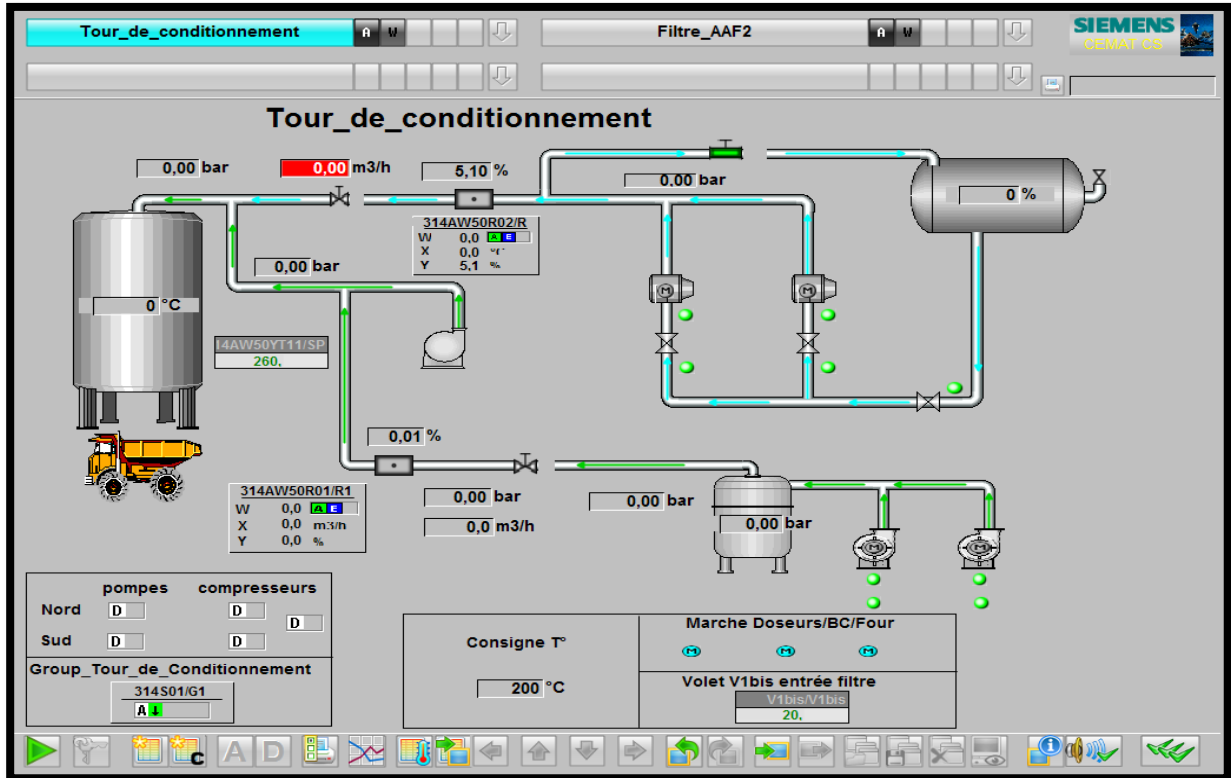 Tour_de_conditionnement A W Filtre_AAF2 A W SIEMENS
CEMAT CS
Tour_de_conditionnement
0,00 bar 0,00 m3/h 5,10 % 0,00 bar
0 %
314AW50R02/R
W 0,0 A E
X 0,0
Y 5,1 %
0,00 bar
0 °C
M M
I4AW50YT11/SP
260,
0,01 %
314AW50R01/R1
W 0,0 A E
X 0,0 m3/h
Y 0,0 %
0,00 bar 0,00 bar
0,0 m3/h 0,00 bar
M M
pompes compresseurs
Nord D D
D
Sud D D
Group_Tour_de_Conditionnement
314S01/G1
A
Consigne T°
200 °C
Marche Doseurs/BC/Four
M M M
Volet V1bis entrée filtre
V1bis/V1bis
20,
C A D